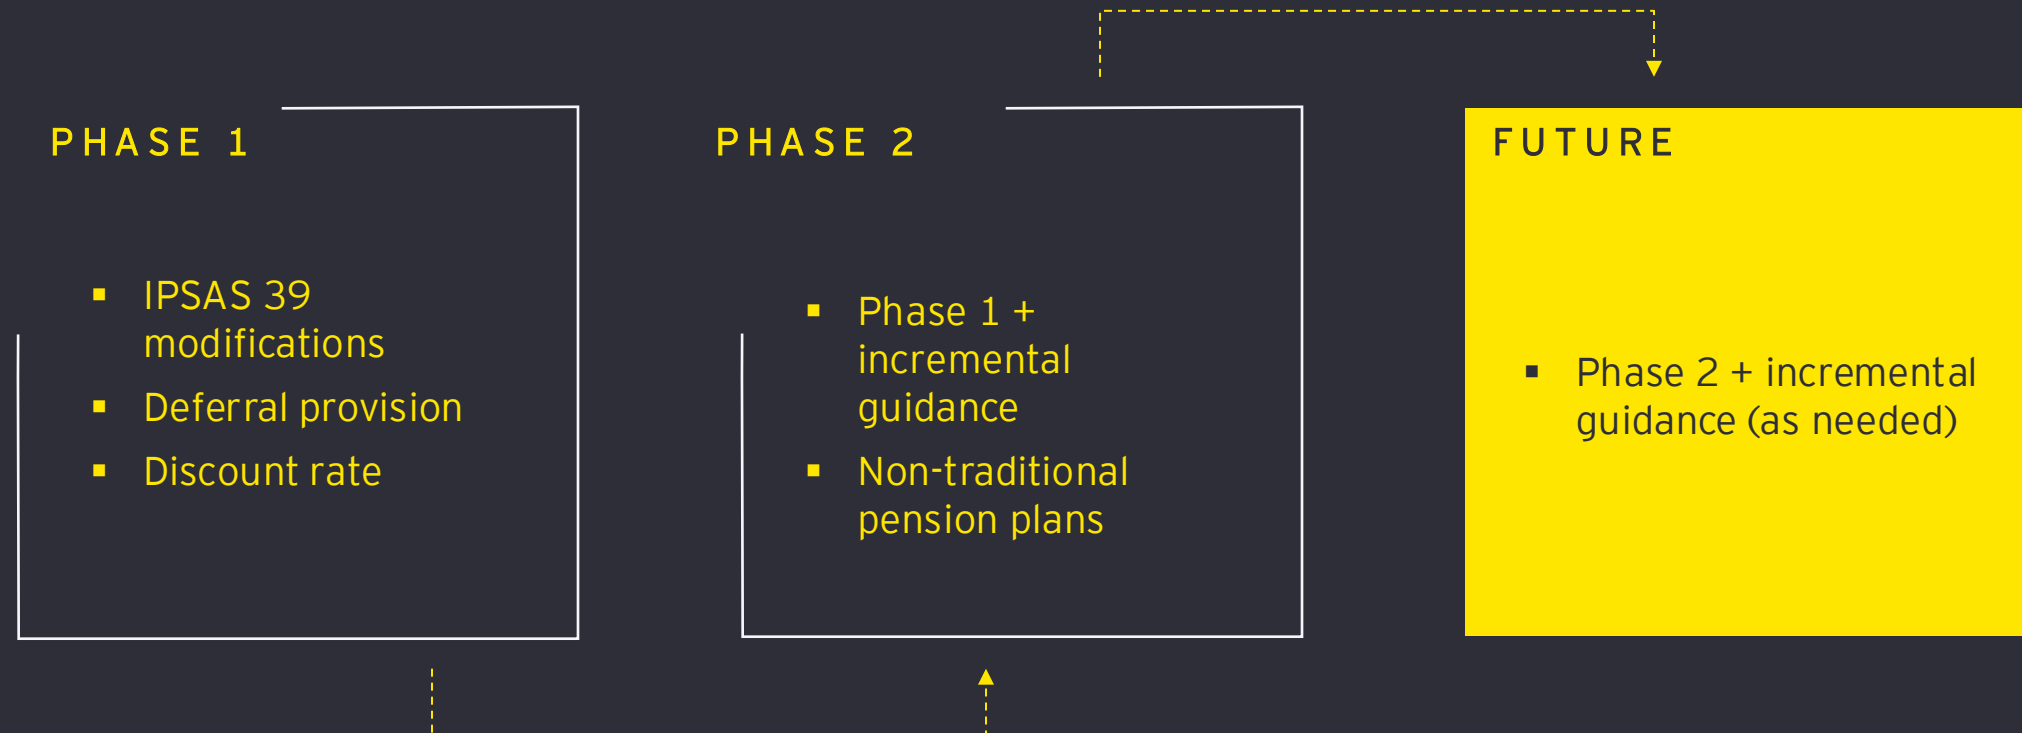 PHASE 1
▪ IPSAS 39
modifications
▪ Deferral provision
▪ Discount rate
PHASE 2
▪ Phase 1 +
incremental
guidance
▪ Non-traditional
pension plans
FUTURE
▪ Phase 2 + incremental
guidance (as needed)